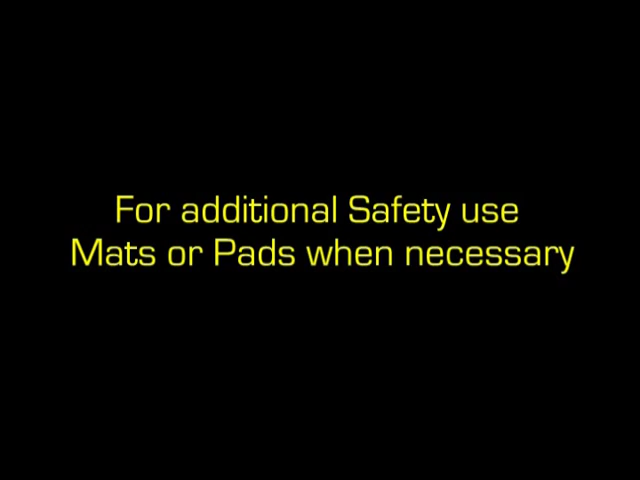 For additional Safety use
Mats or Pads when necessary